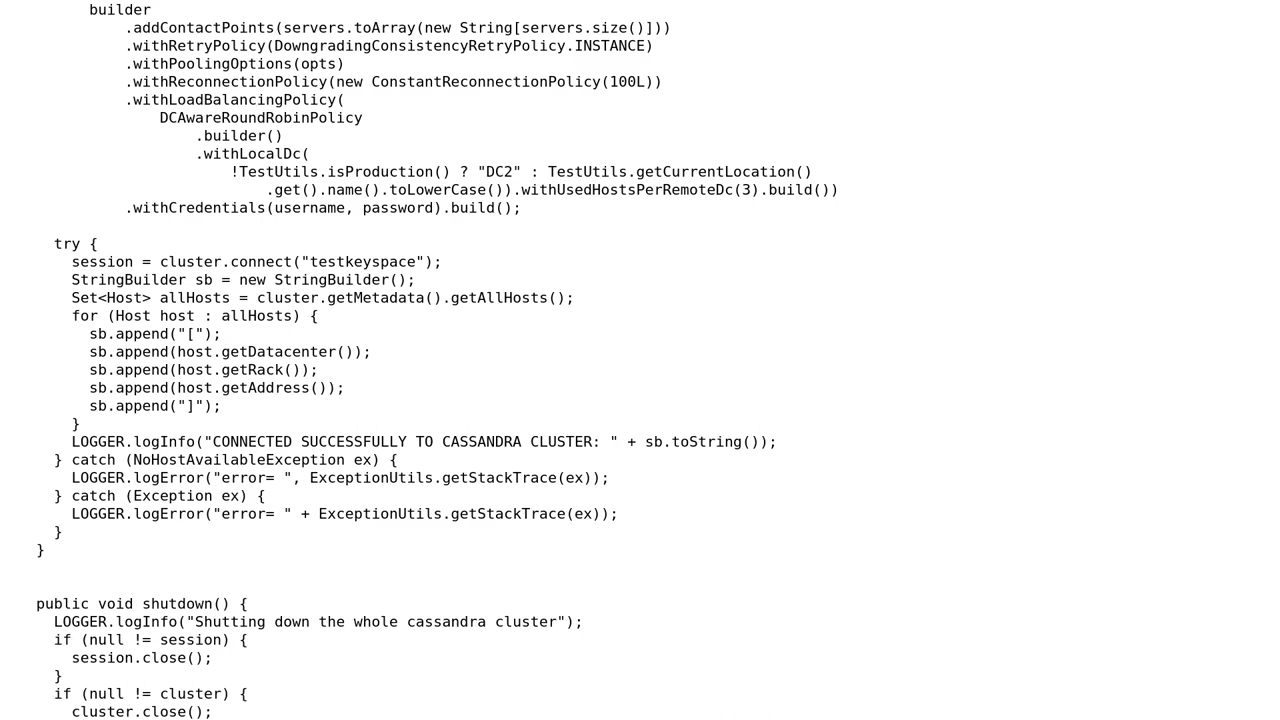 builder
.addContactPoints(servers.toArray(new String[servers.size()]))
.withRetryPolicy(DowngradingConsistencyRetryPolicy.INSTANCE)
.withPoolingOptions(opts)
.withReconnectionPolicy(new ConstantReconnectionPolicy(100L))
.withLoadBalancingPolicy(
DCAwareRoundRobinPolicy
.builder()
.withLocalDc(
!TestUtils.isProduction() ? "DC2" : TestUtils.getCurrentLocation()
.get().name().toLowerCase()).withUsedHostsPerRemoteDc(3).build())
.withCredentials(username, password).build();
try {
session = cluster.connect("testkeyspace");
StringBuilder sb = new StringBuilder();
Set<Host> allHosts = cluster.getMetadata().getAllHosts();
for (Host host : allHosts) {
sb.append("[");
sb.append(host.getDatacenter());
sb.append(host.getRack());
sb.append(host.getAddress());
sb.append("]");
}
LOGGER.logInfo("CONNECTED SUCCESSFULLY TO CASSANDRA CLUSTER: " + sb.toString());
} catch (NoHostAvailableException ex) {
LOGGER.logError("error= ", ExceptionUtils.getStackTrace(ex));
} catch (Exception ex) {
LOGGER.logError("error= " + ExceptionUtils.getStackTrace(ex));
}
}
public void shutdown() {
LOGGER.logInfo("Shutting down the whole cassandra cluster");
if (null != session) {
session.close();
}
if (null != cluster) {
cluster.close();